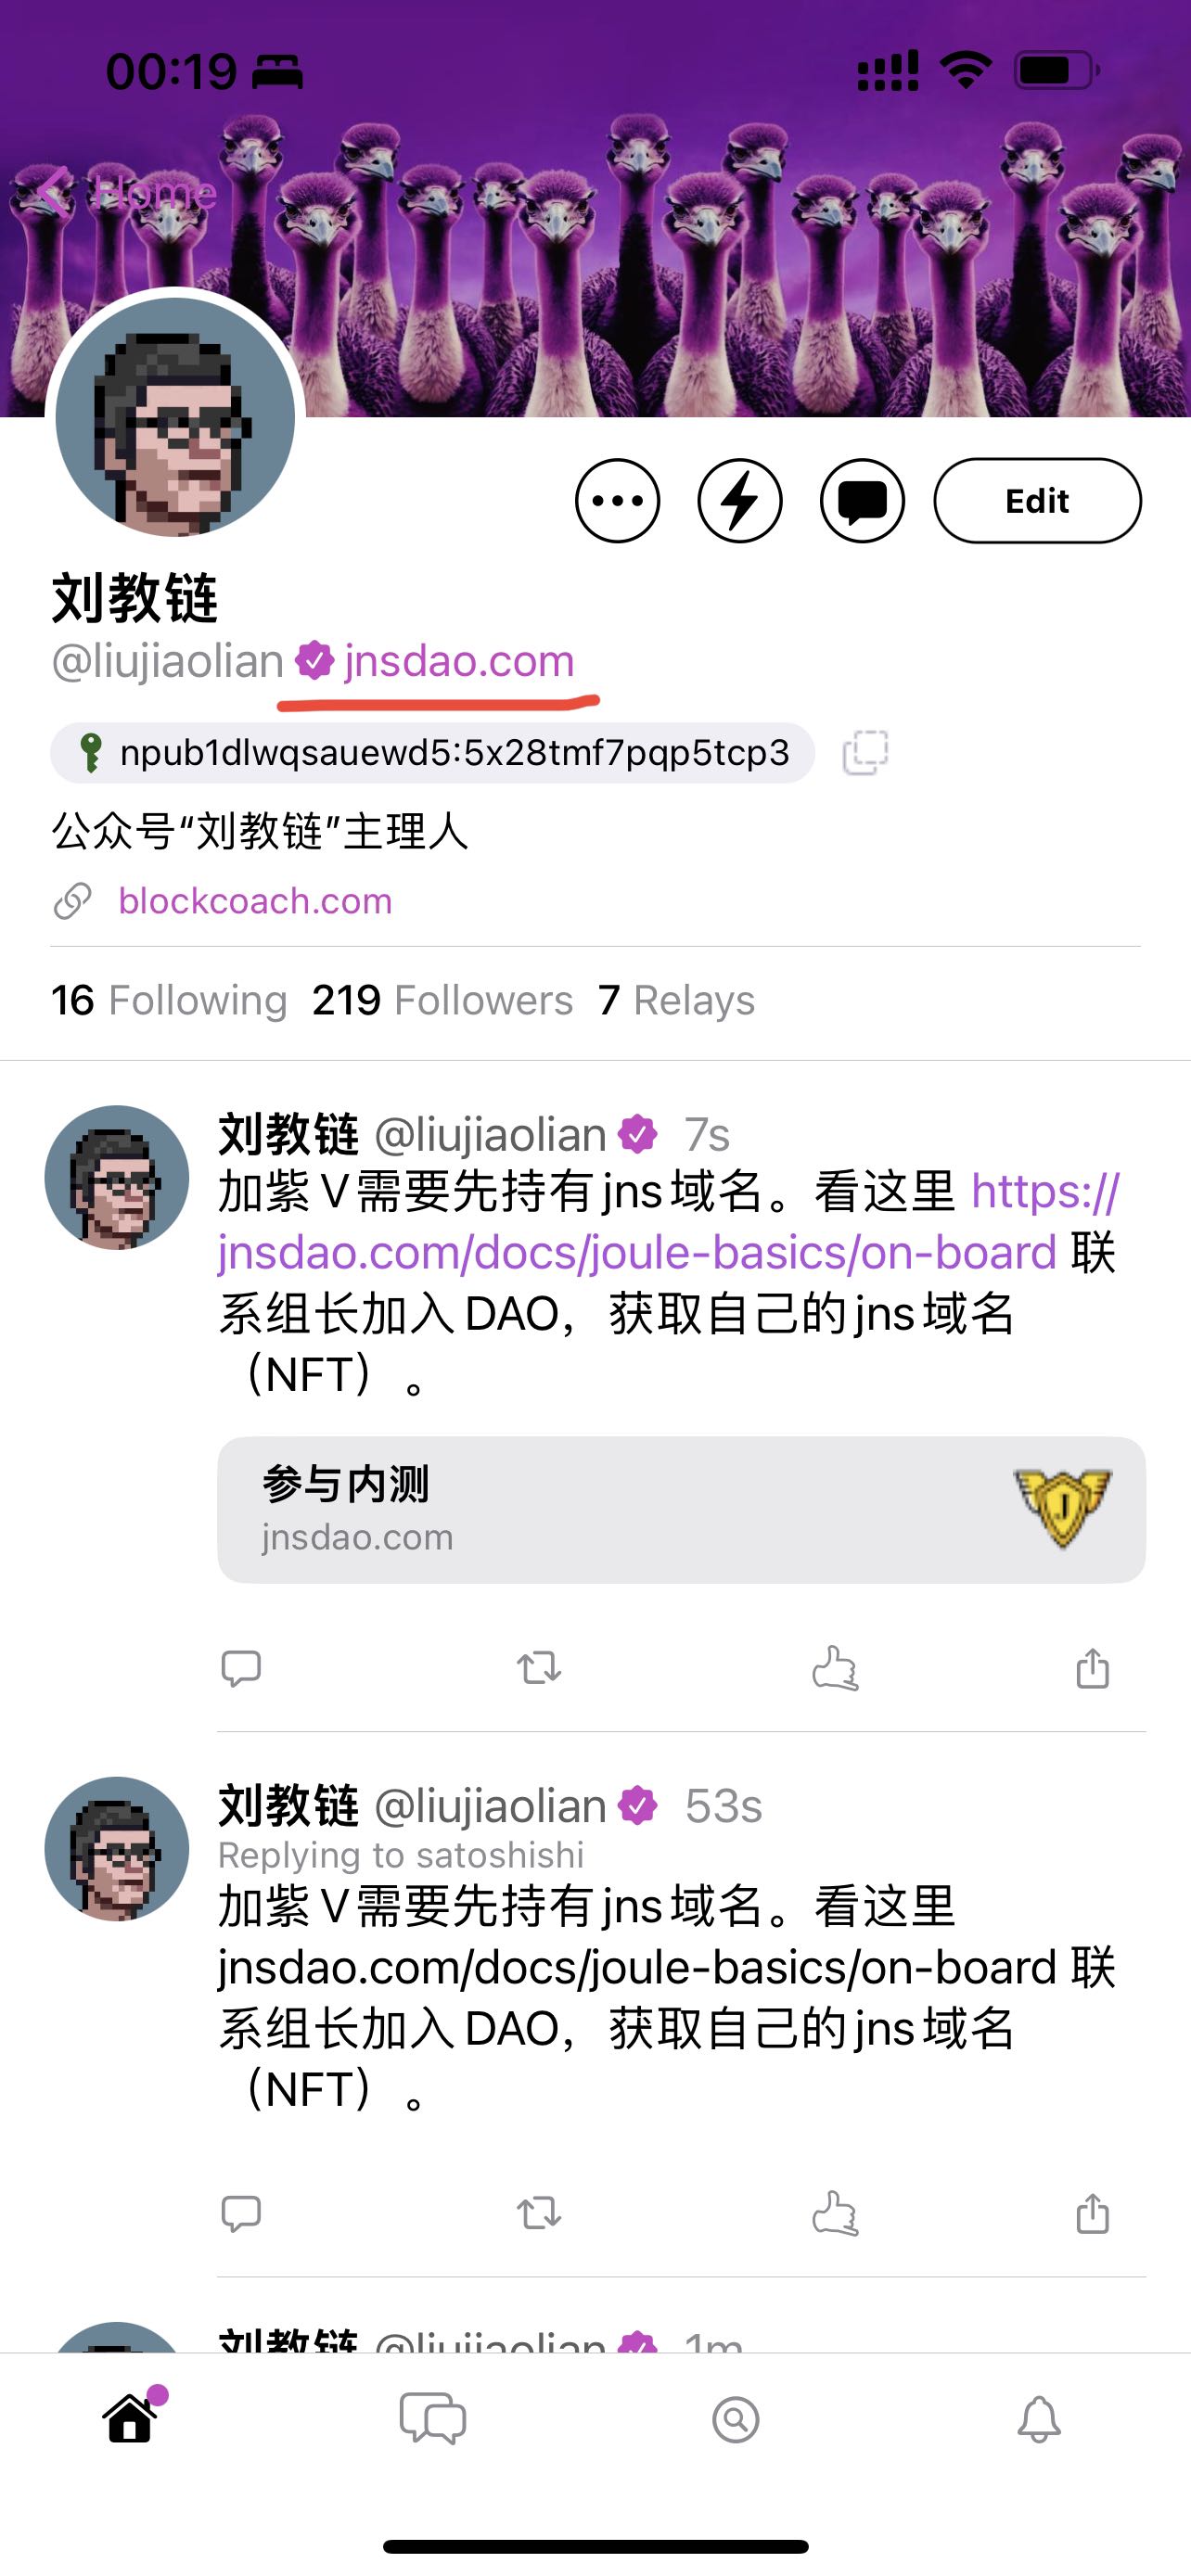 00:19
Home
Edit
刘教链
@liujiaolian jnsdao.com
npub1dlwqsauewd5:5x28tmf7pqp5tcp3
公众号“刘教链”主理人
blockcoach.com
16 Following 219 Followers 7 Relays
刘教链 @liujiaolian 7s
加紫V需要先持有jns域名。看这里 https://
jnsdao.com/docs/joule-basics/on-board 联
系组长加入DAO，获取自己的jns域名
（NFT）。
参与内测
J
jnsdao.com
刘教链 @liujiaolian 53s
Replying to satoshishi
加紫V需要先持有jns域名。看这里
jnsdao.com/docs/joule-basics/on-board 联
系组长加入DAO，获取自己的jns域名
（NFT）。
刘教链 @liujiaolian 1m